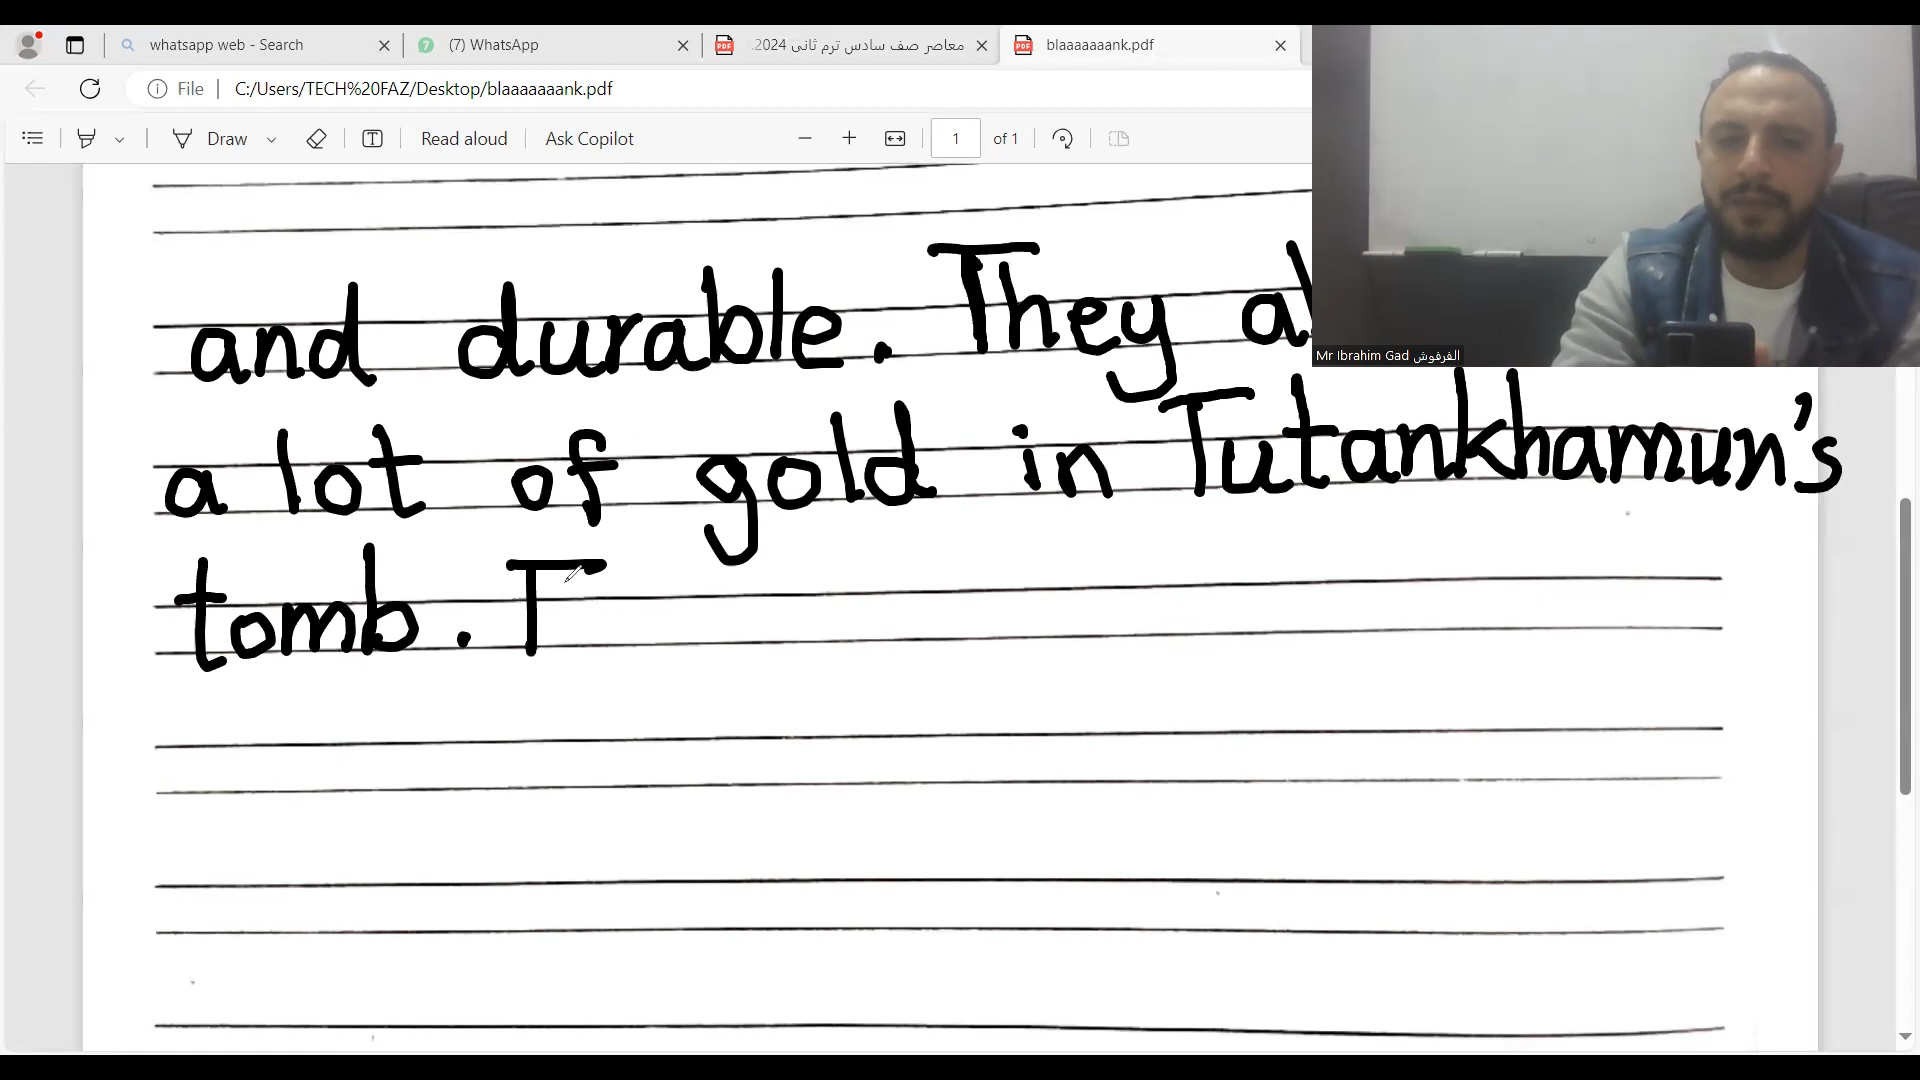 whatsapp web - Search
(7) WhatsApp
معاصر صف سادس ترم ثانى 2024
blaaaaaaank.pdf
File C:/Users/TECH%20FAZ/Desktop/blaaaaaaank.pdf
Draw Read aloud Ask Copilot 1 of 1
and durable. They al
Mr Ibrahim Gad الفرفوش
a lot of gold in Tutankhamun's
tomb. T